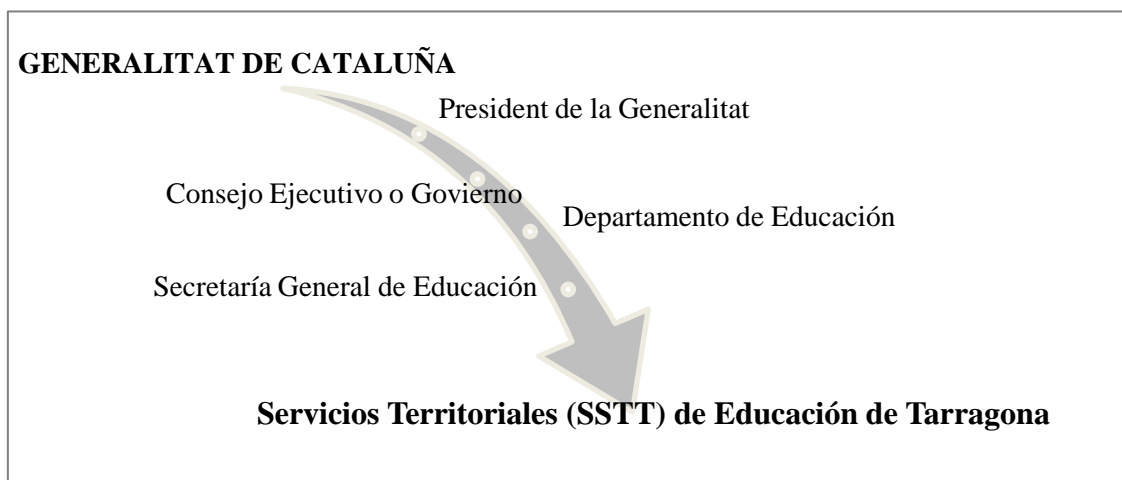 GENERALITAT DE CATALUÑA
President de la Generalitat
Consejo Ejecutivo o Govierno
Departamento de Educación
Secretaría General de Educación
Servicios Territoriales (SSTT) de Educación de Tarragona